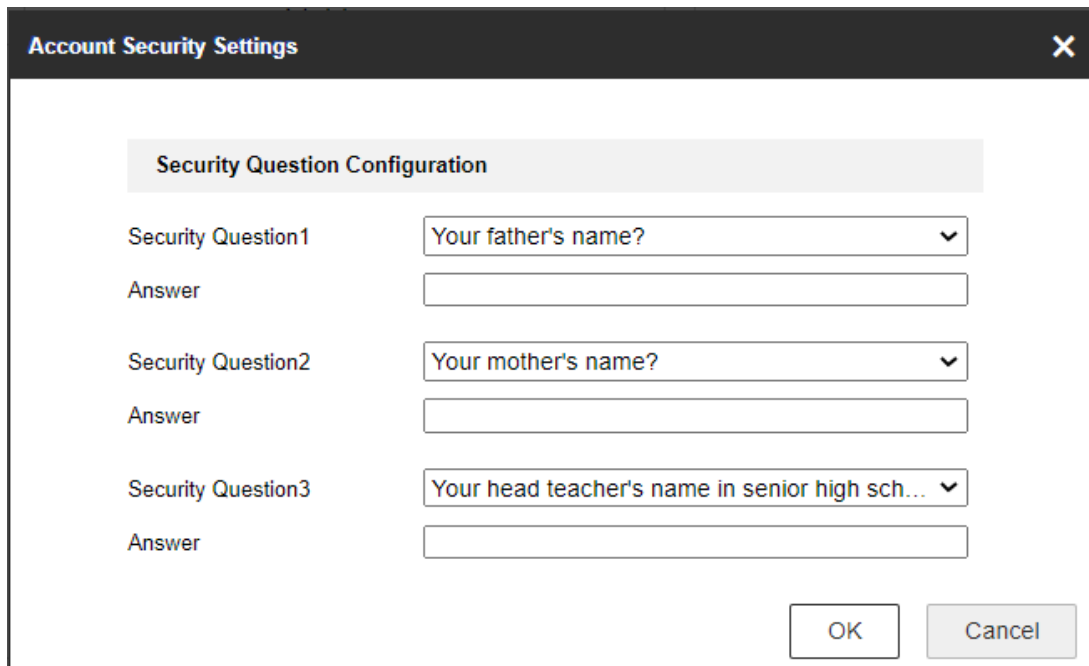 Account Security Settings
Security Question Configuration
Security Question1 Your father's name?
Answer
Security Question2 Your mother's name?
Answer
Security Question3 Your head teacher's name in senior high sch...
Answer
OK Cancel